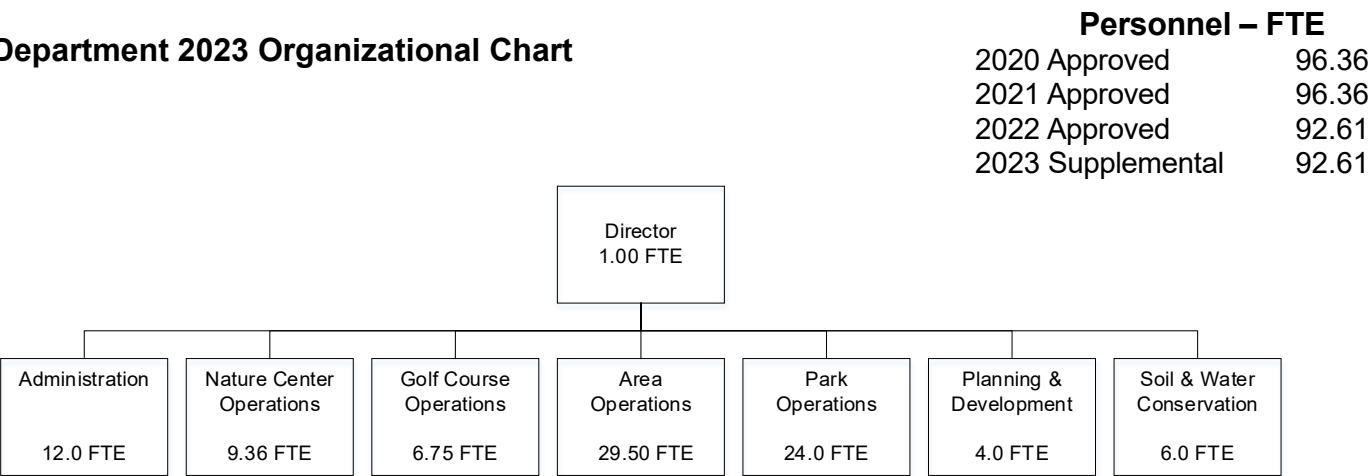 Department 2023 Organizational Chart
Personnel – FTE
2020 Approved 96.36
2021 Approved 96.36
2022 Approved 92.61
2023 Supplemental 92.61
Director
1.00 FTE
Administration
12.0 FTE
Nature Center
Operations
9.36 FTE
Golf Course
Operations
6.75 FTE
Area
Operations
29.50 FTE
Park
Operations
24.0 FTE
Planning &
Development
4.0 FTE
Soil & Water
Conservation
6.0 FTE